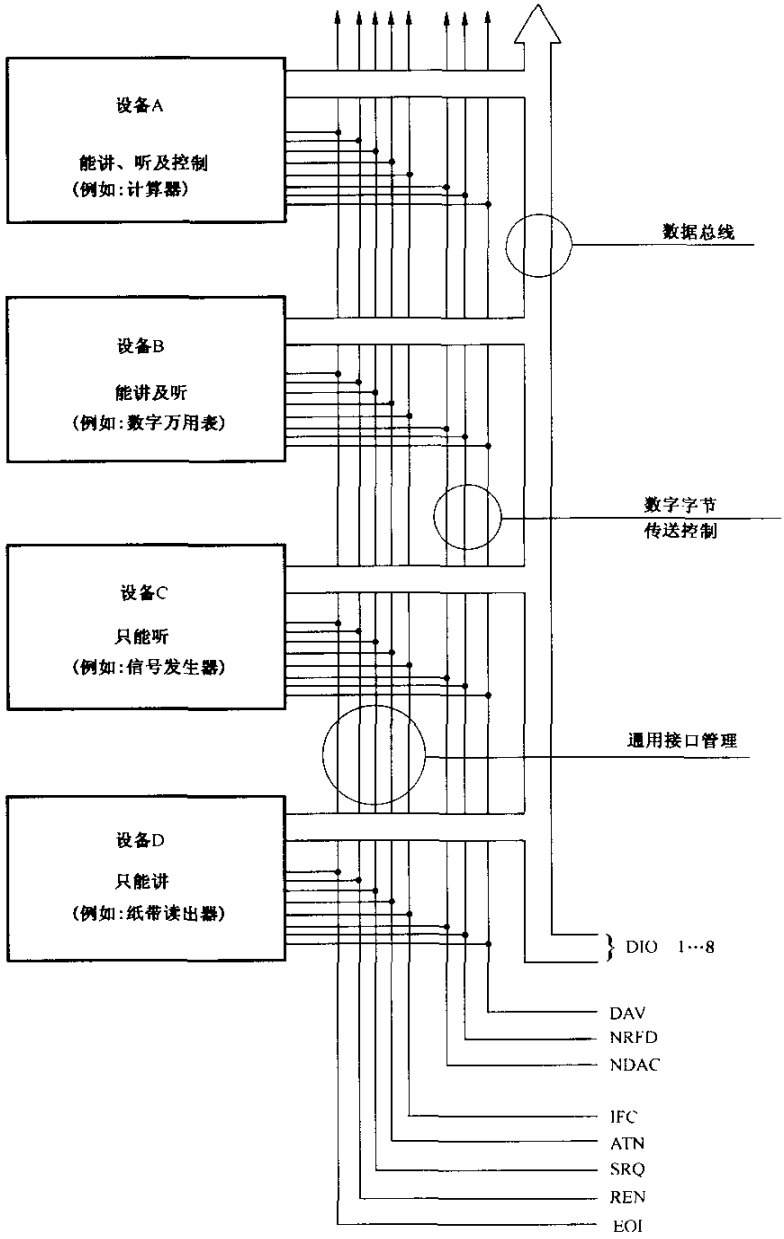 设备A
能讲、听及控制
(例如:计算器)
数据总线
设备B
能讲及听
(例如:数字万用表)
数字字节
传送控制
设备C
只能听
(例如:信号发生器)
通用接口管理
设备D
只能讲
(例如:纸带读出器)
} DIO 1…8
DAV
NRFD
NDAC
IFC
ATN
SRQ
REN
EOI